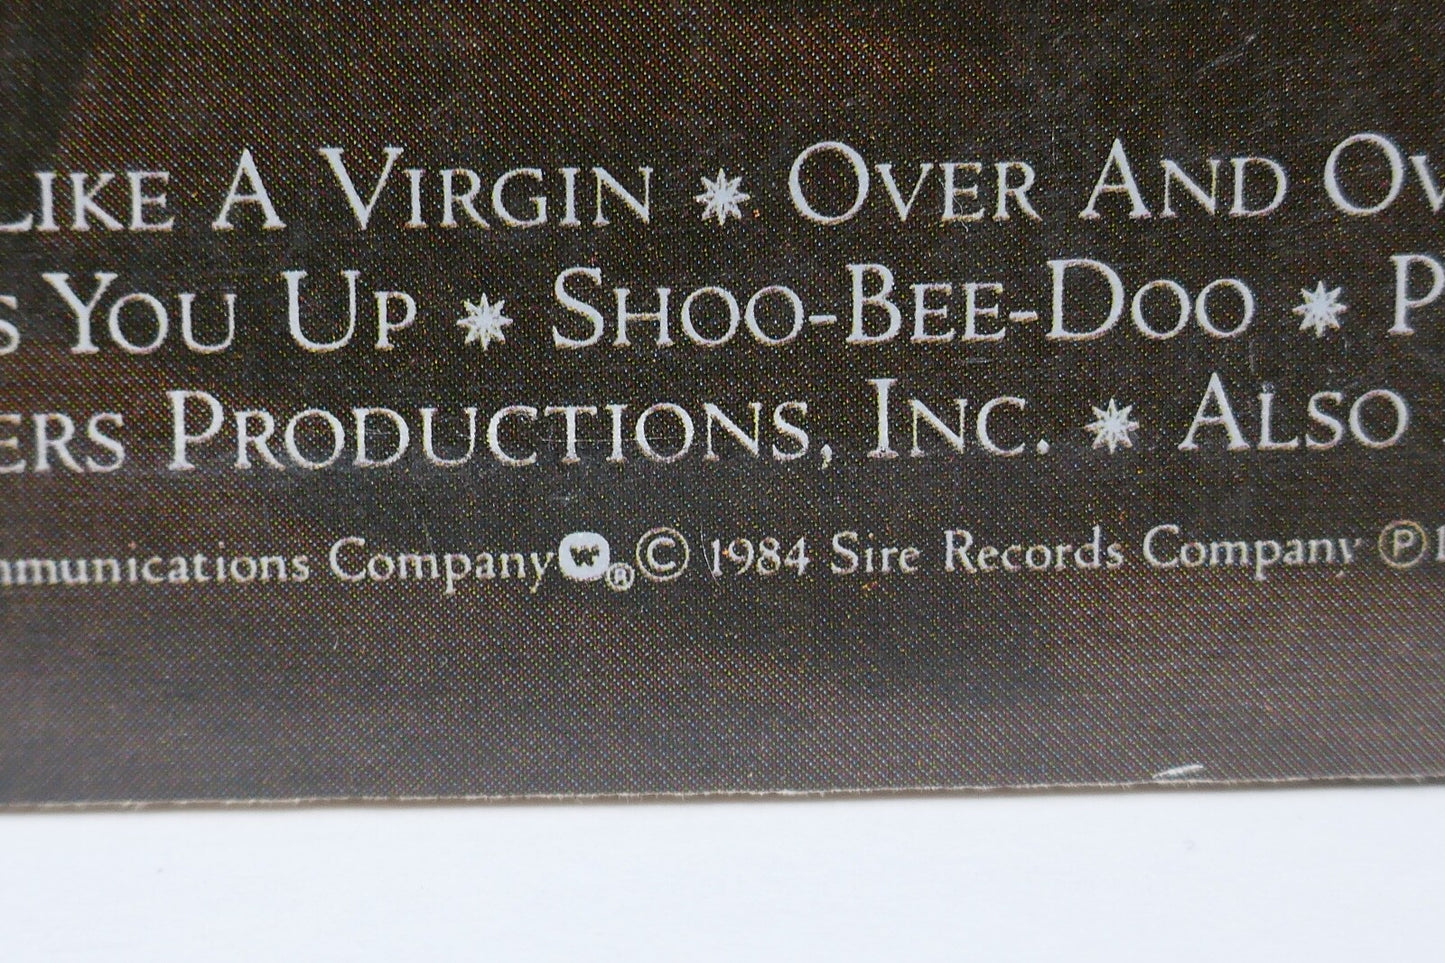 LIKE A VIRGIN * OVER AND OV
S YOU UP * SHOO-BEE-DOO * P
ERS PRODUCTIONS, INC. * ALSO
mmunications Company W ® © 1984 Sire Records Company ℗ 1